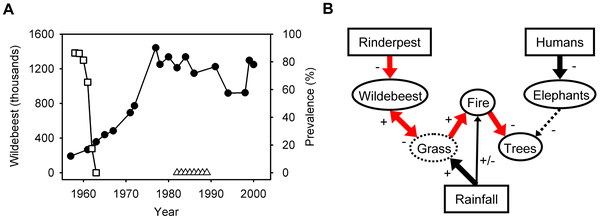 A
Wildebeest (thousands)
1600
1200
800
400
0
1960
1970
1980
1990
2000
Year
100
80
60
40
20
0
Prevalence (%)
B
Rinderpest
Humans
-
-
Wildebeest
Fire
Elephants
+
-
+
-
-
Grass
Trees
+
+/-
Rainfall